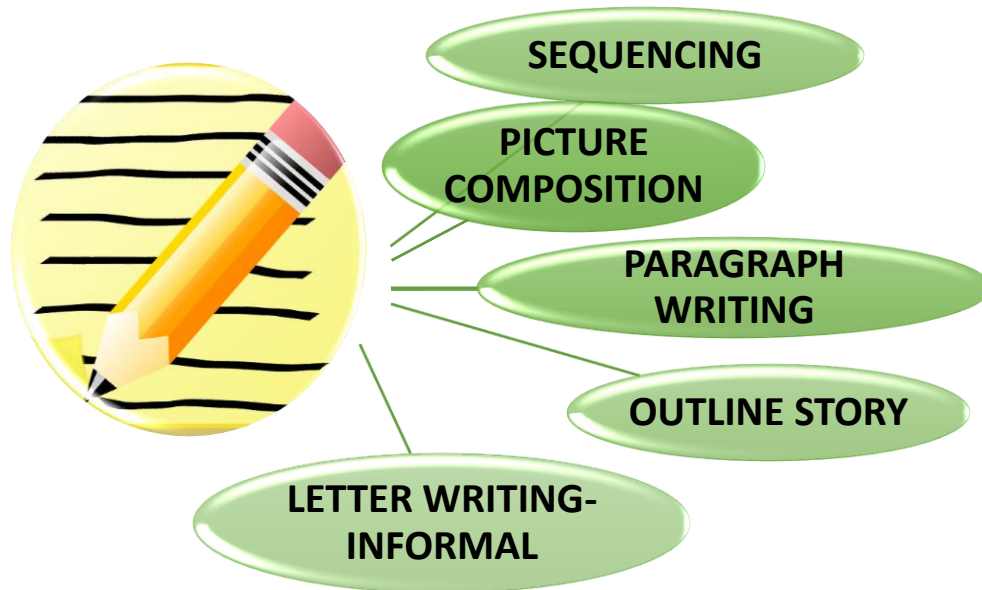 SEQUENCING
PICTURE
COMPOSITION
PARAGRAPH
WRITING
OUTLINE STORY
LETTER WRITING-
INFORMAL